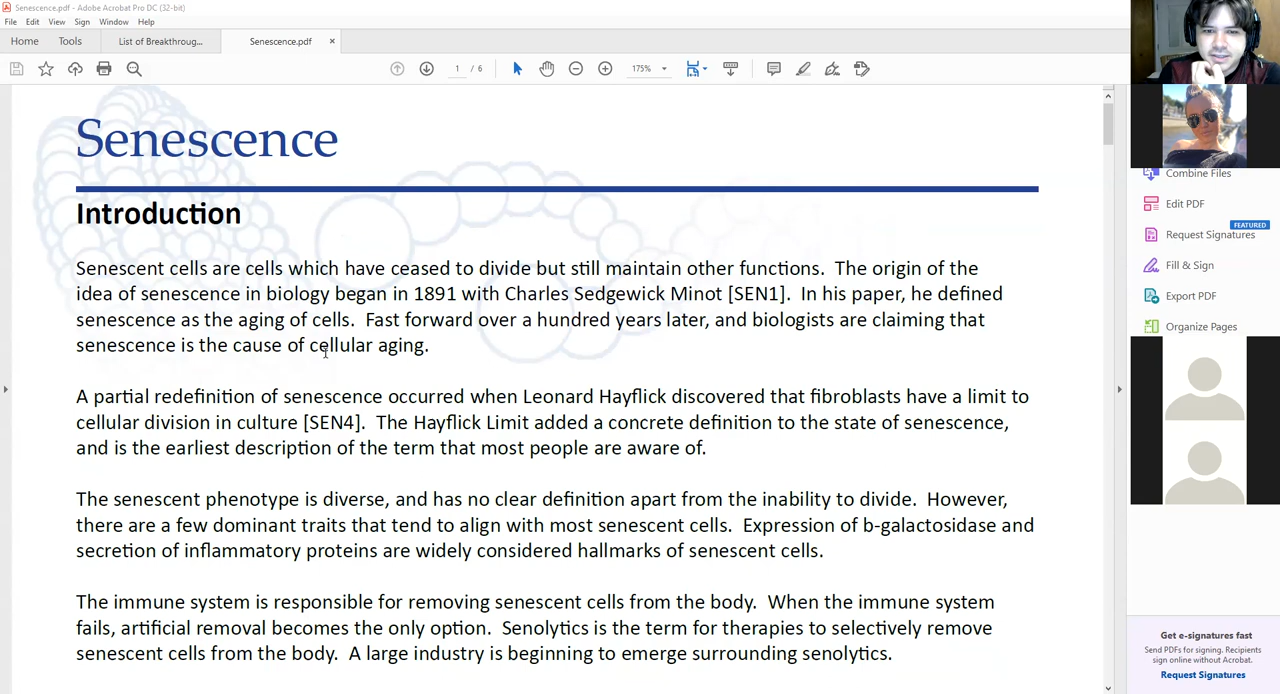 Senescence.pdf - Adobe Acrobat Pro DC (32-bit)
File Edit View Sign Window Help
Home Tools List of Breakthroug... Senescence.pdf ×
1 / 6 175%
Senescence
Introduction
Senescent cells are cells which have ceased to divide but still maintain other functions. The origin of the
idea of senescence in biology began in 1891 with Charles Sedgewick Minot [SEN1]. In his paper, he defined
senescence as the aging of cells. Fast forward over a hundred years later, and biologists are claiming that
senescence is the cause of cellular aging.
A partial redefinition of senescence occurred when Leonard Hayflick discovered that fibroblasts have a limit to
cellular division in culture [SEN4]. The Hayflick Limit added a concrete definition to the state of senescence,
and is the earliest description of the term that most people are aware of.
The senescent phenotype is diverse, and has no clear definition apart from the inability to divide. However,
there are a few dominant traits that tend to align with most senescent cells. Expression of b-galactosidase and
secretion of inflammatory proteins are widely considered hallmarks of senescent cells.
The immune system is responsible for removing senescent cells from the body. When the immune system
fails, artificial removal becomes the only option. Senolytics is the term for therapies to selectively remove
senescent cells from the body. A large industry is beginning to emerge surrounding senolytics.
Combine Files
Edit PDF
FEATURED
Request Signatures
Fill & Sign
Export PDF
Organize Pages
Get e-signatures fast
Send PDFs for signing. Recipients
sign online without Acrobat.
Request Signatures